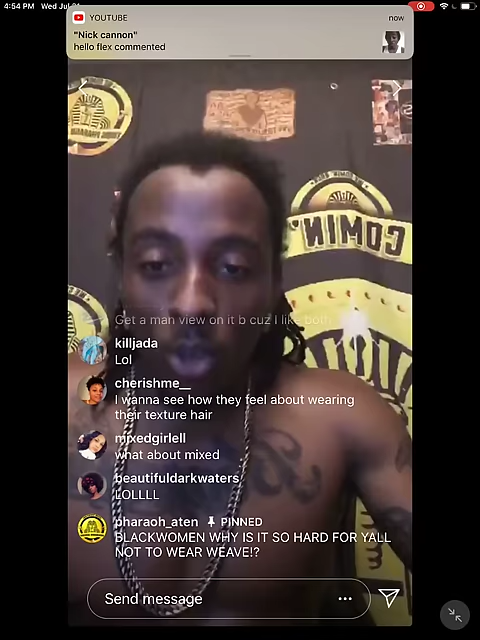 4:54 PM Wed Jul
YOUTUBE
now
"Nick cannon"
hello flex commented
COMIN'
Get a man view on it b cuz I like both
killjada
Lol
cherishme__
I wanna see how they feel about wearing
their texture hair
mixedgirlell
what about mixed
beautifuldarkwaters
LOLLLL
pharaoh_aten PINNED
BLACKWOMEN WHY IS IT SO HARD FOR YALL
NOT TO WEAR WEAVE!?
Send message